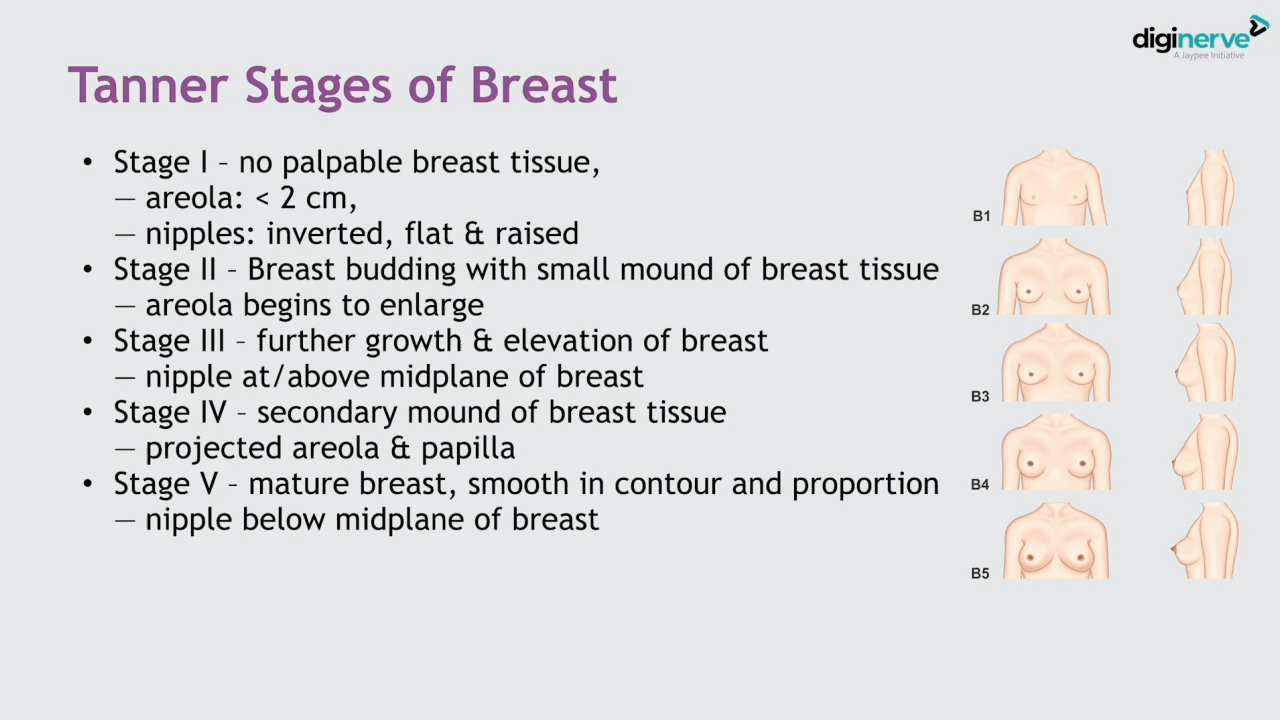 diginerve
A Jaypee Initiative
Tanner Stages of Breast
• Stage I – no palpable breast tissue,
— areola: < 2 cm,
— nipples: inverted, flat & raised
• Stage II – Breast budding with small mound of breast tissue
— areola begins to enlarge
• Stage III – further growth & elevation of breast
— nipple at/above midplane of breast
• Stage IV – secondary mound of breast tissue
— projected areola & papilla
• Stage V – mature breast, smooth in contour and proportion
— nipple below midplane of breast
B1
B2
B3
B4
B5